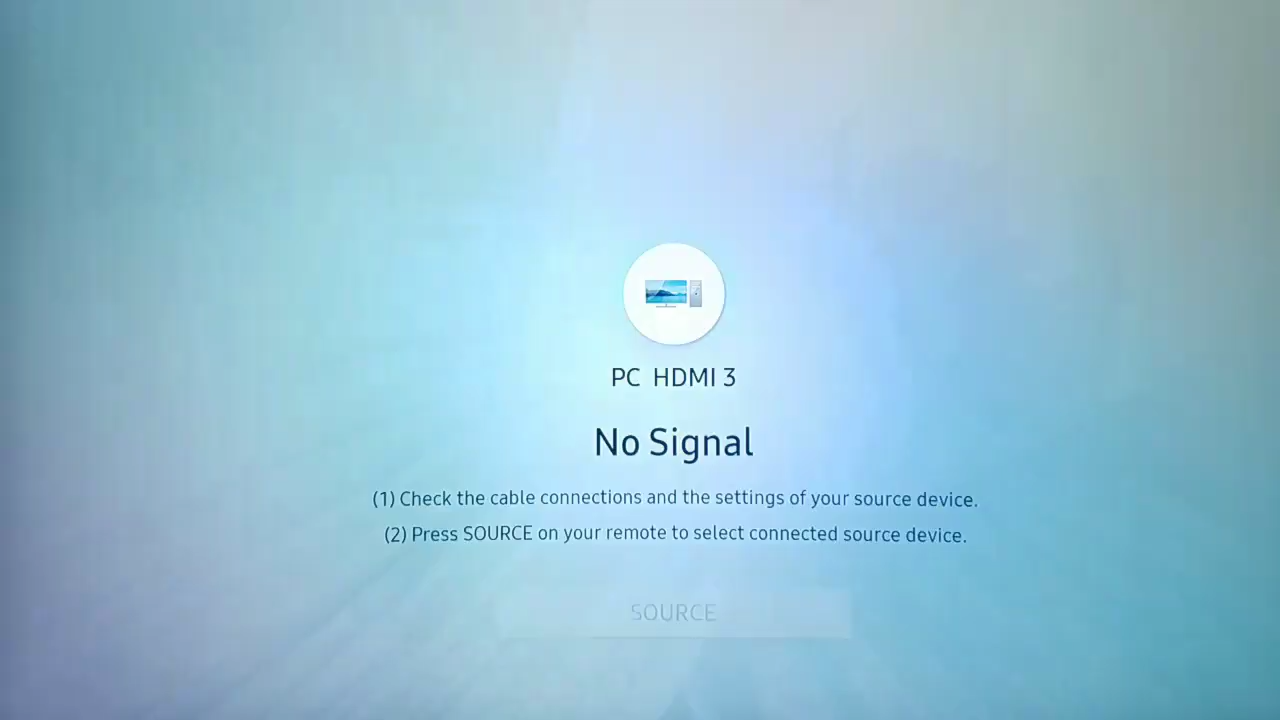 PC HDMI 3
No Signal
(1) Check the cable connections and the settings of your source device.
(2) Press SOURCE on your remote to select connected source device.
SOURCE